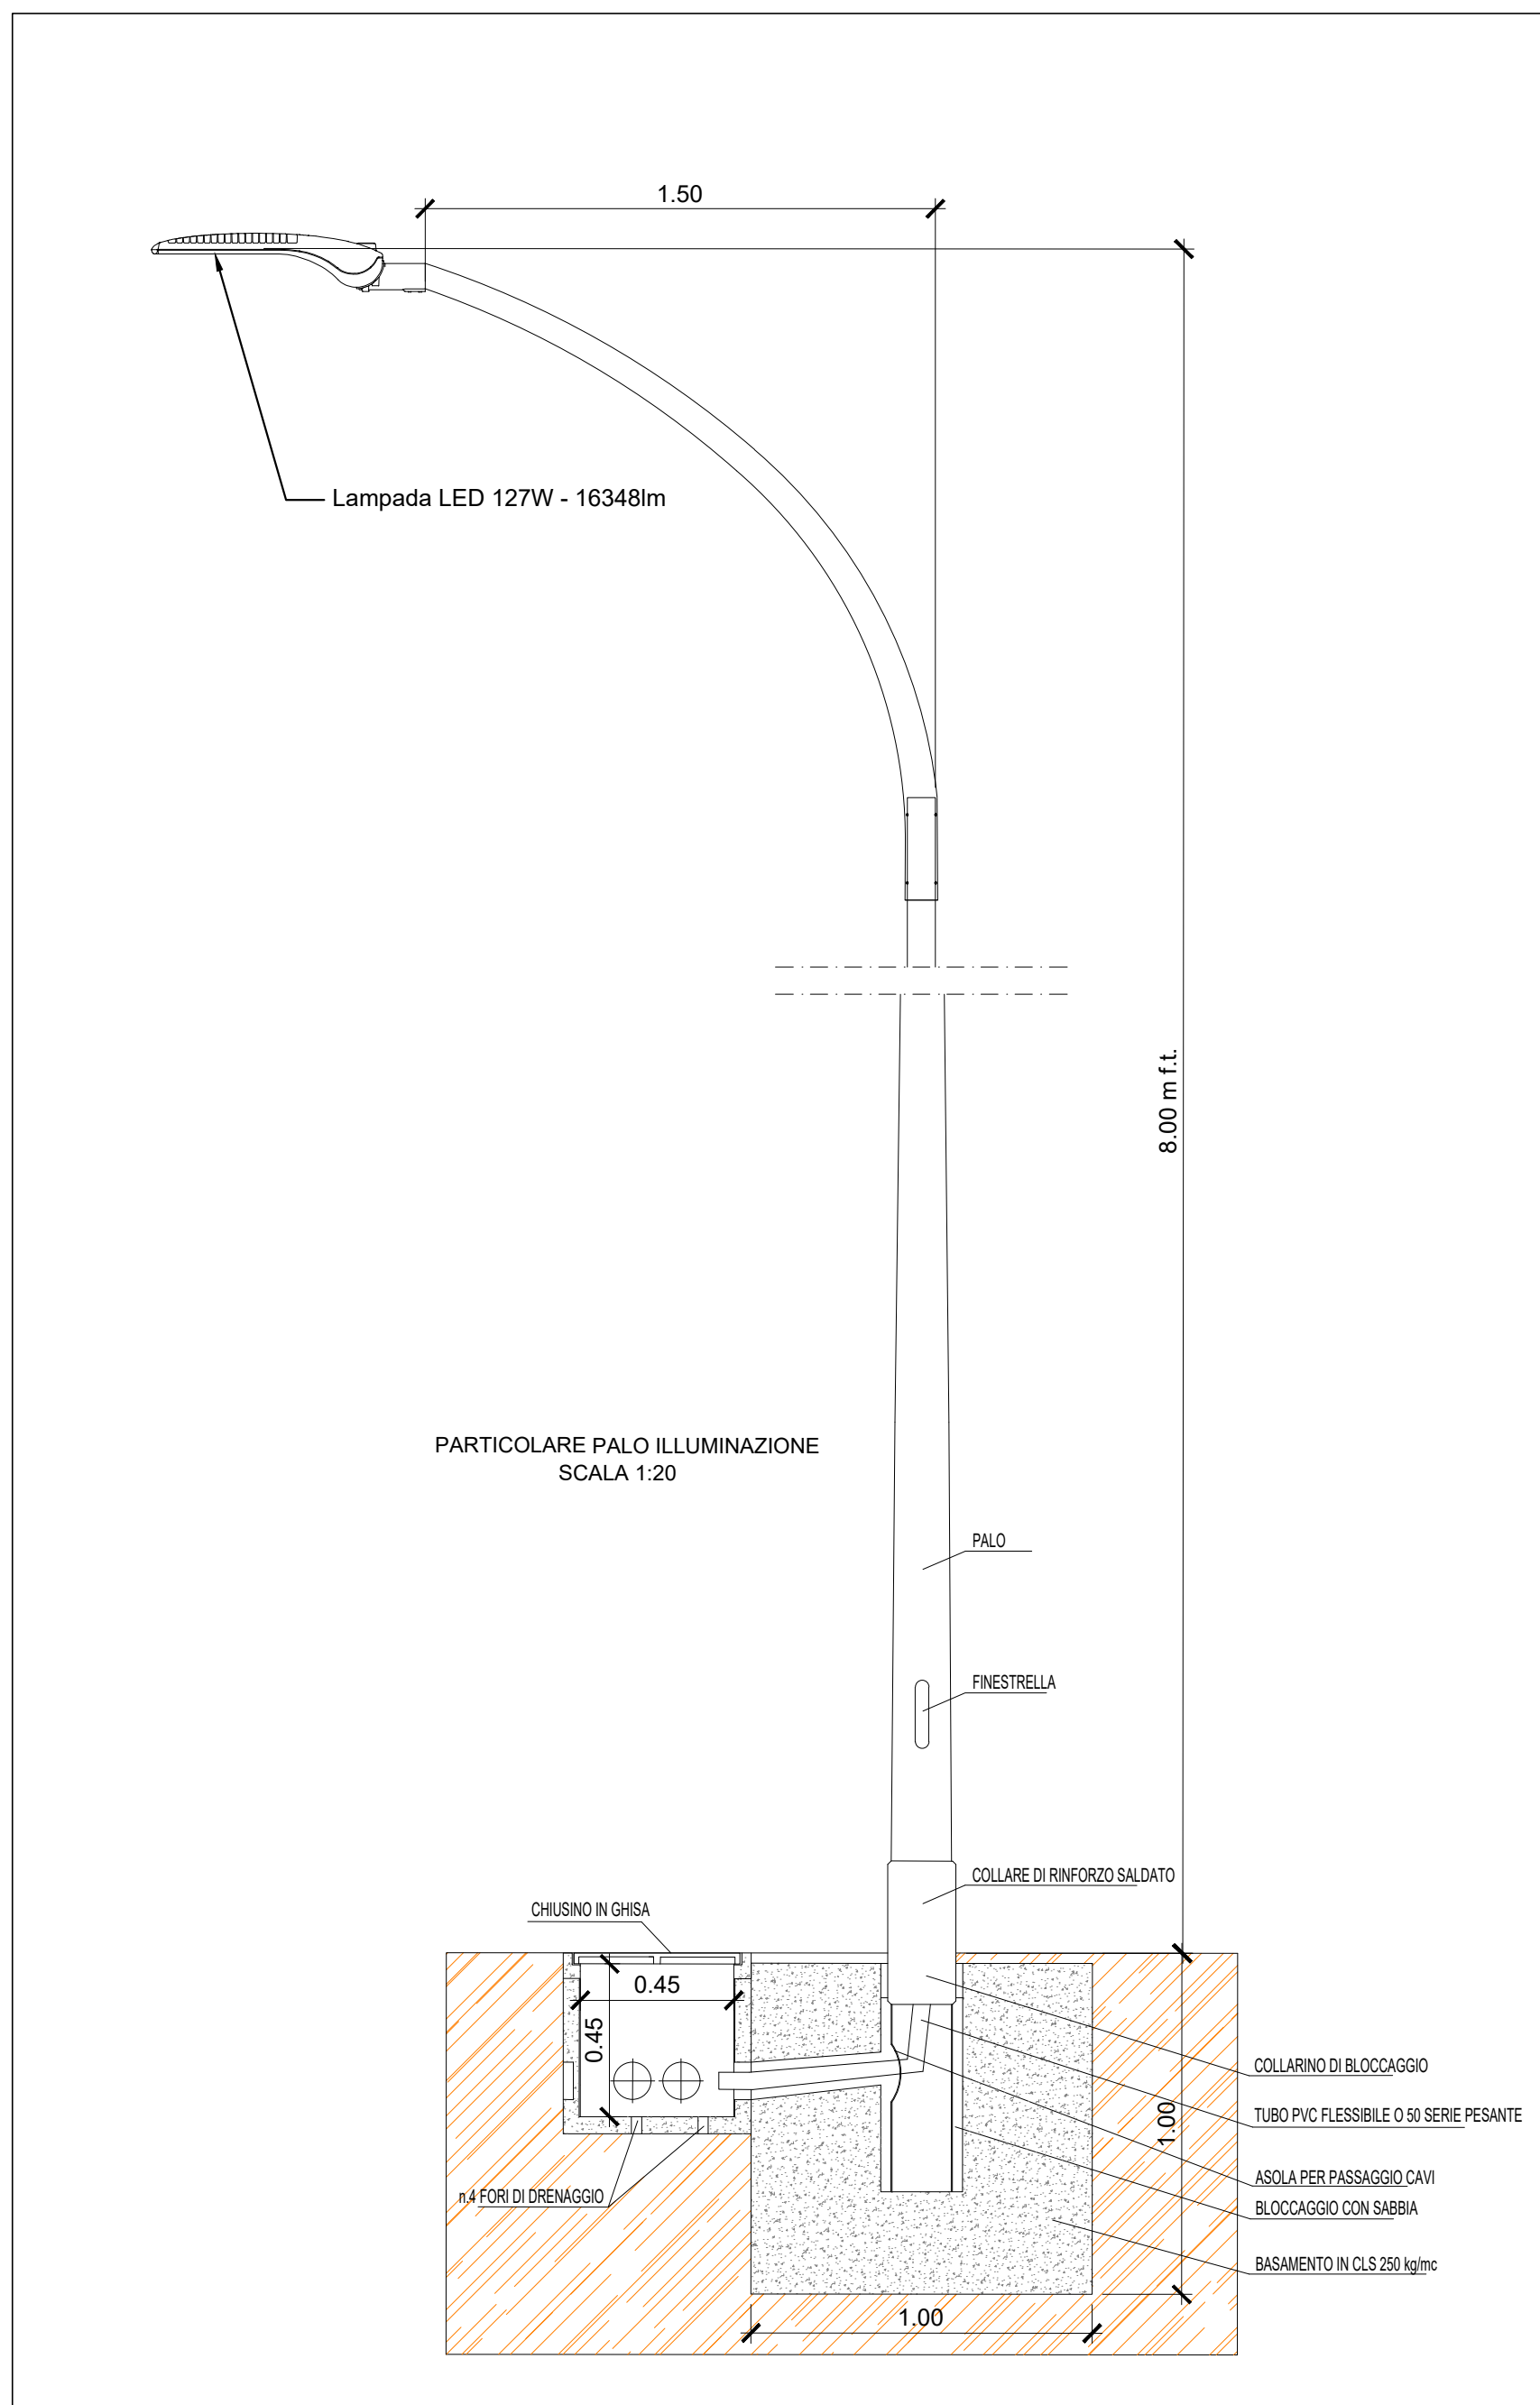 1.50
Lampada LED 127W - 16348lm
8.00 m f.t.
PARTICOLARE PALO ILLUMINAZIONE
SCALA 1:20
PALO
FINESTRELLA
COLLARE DI RINFORZO SALDATO
CHIUSINO IN GHISA
0.45
0.45
COLLARINO DI BLOCCAGGIO
TUBO PVC FLESSIBILE O 50 SERIE PESANTE
1.00
ASOLA PER PASSAGGIO CAVI
n.4 FORI DI DRENAGGIO
BLOCCAGGIO CON SABBIA
BASAMENTO IN CLS 250 kg/mc
1.00